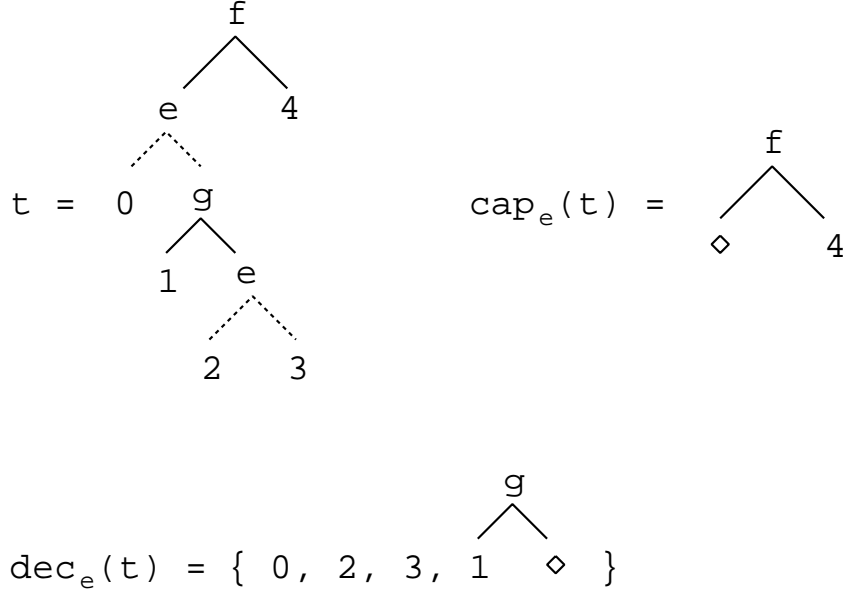 f
e 4
f
t = 0 g cap_e(t) =
◇ 4
1 e
2 3
g
dec_e(t) = { 0, 2, 3, 1 ◇ }